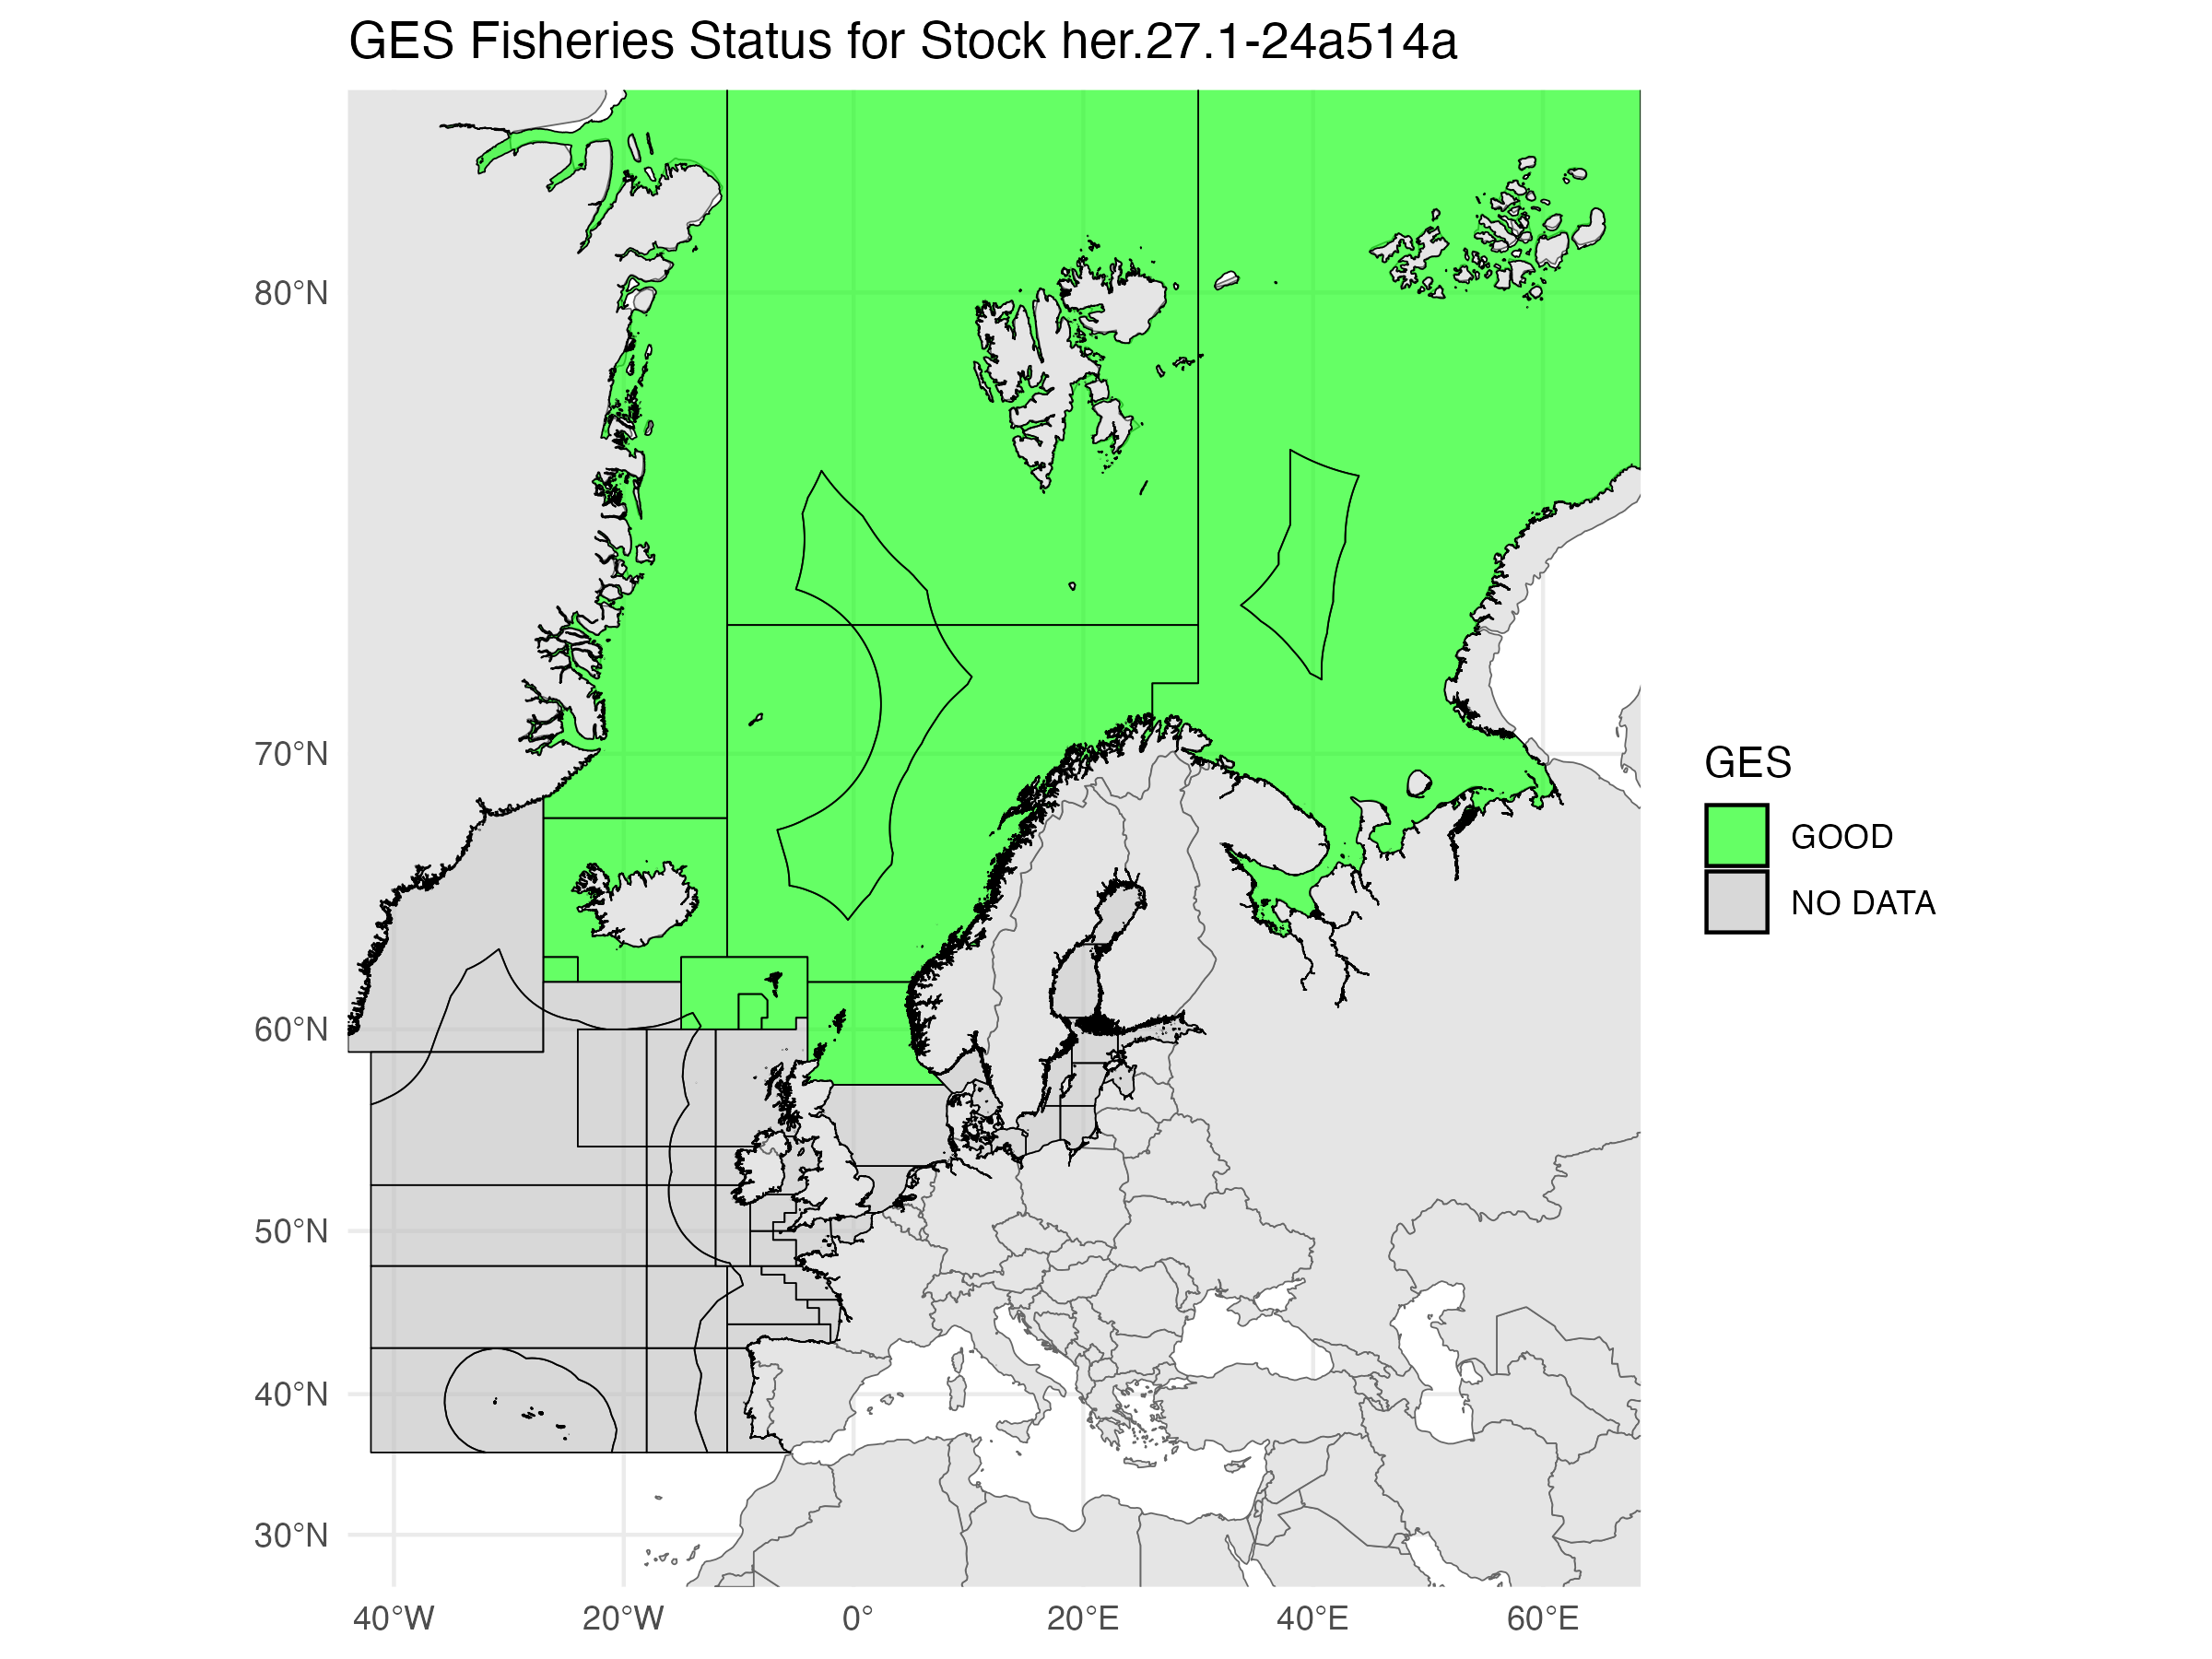 GES Fisheries Status for Stock her.27.1-24a514a
80°N
70°N
60°N
50°N
40°N
30°N
40°W
20°W
0°
20°E
40°E
60°E
GES
GOOD
NO DATA